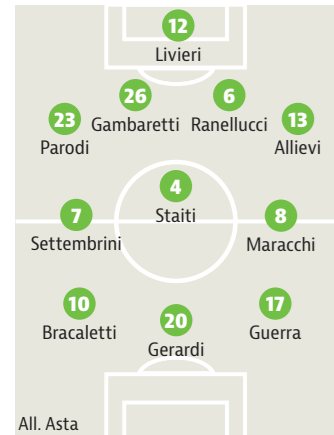 12
Livieri
26
Gambaretti
6
Ranellucci
23
Parodi
13
Allievi
4
Staiti
7
Settembrini
8
Maracchi
10
Bracaletti
20
Gerardi
17
Guerra
All. Asta